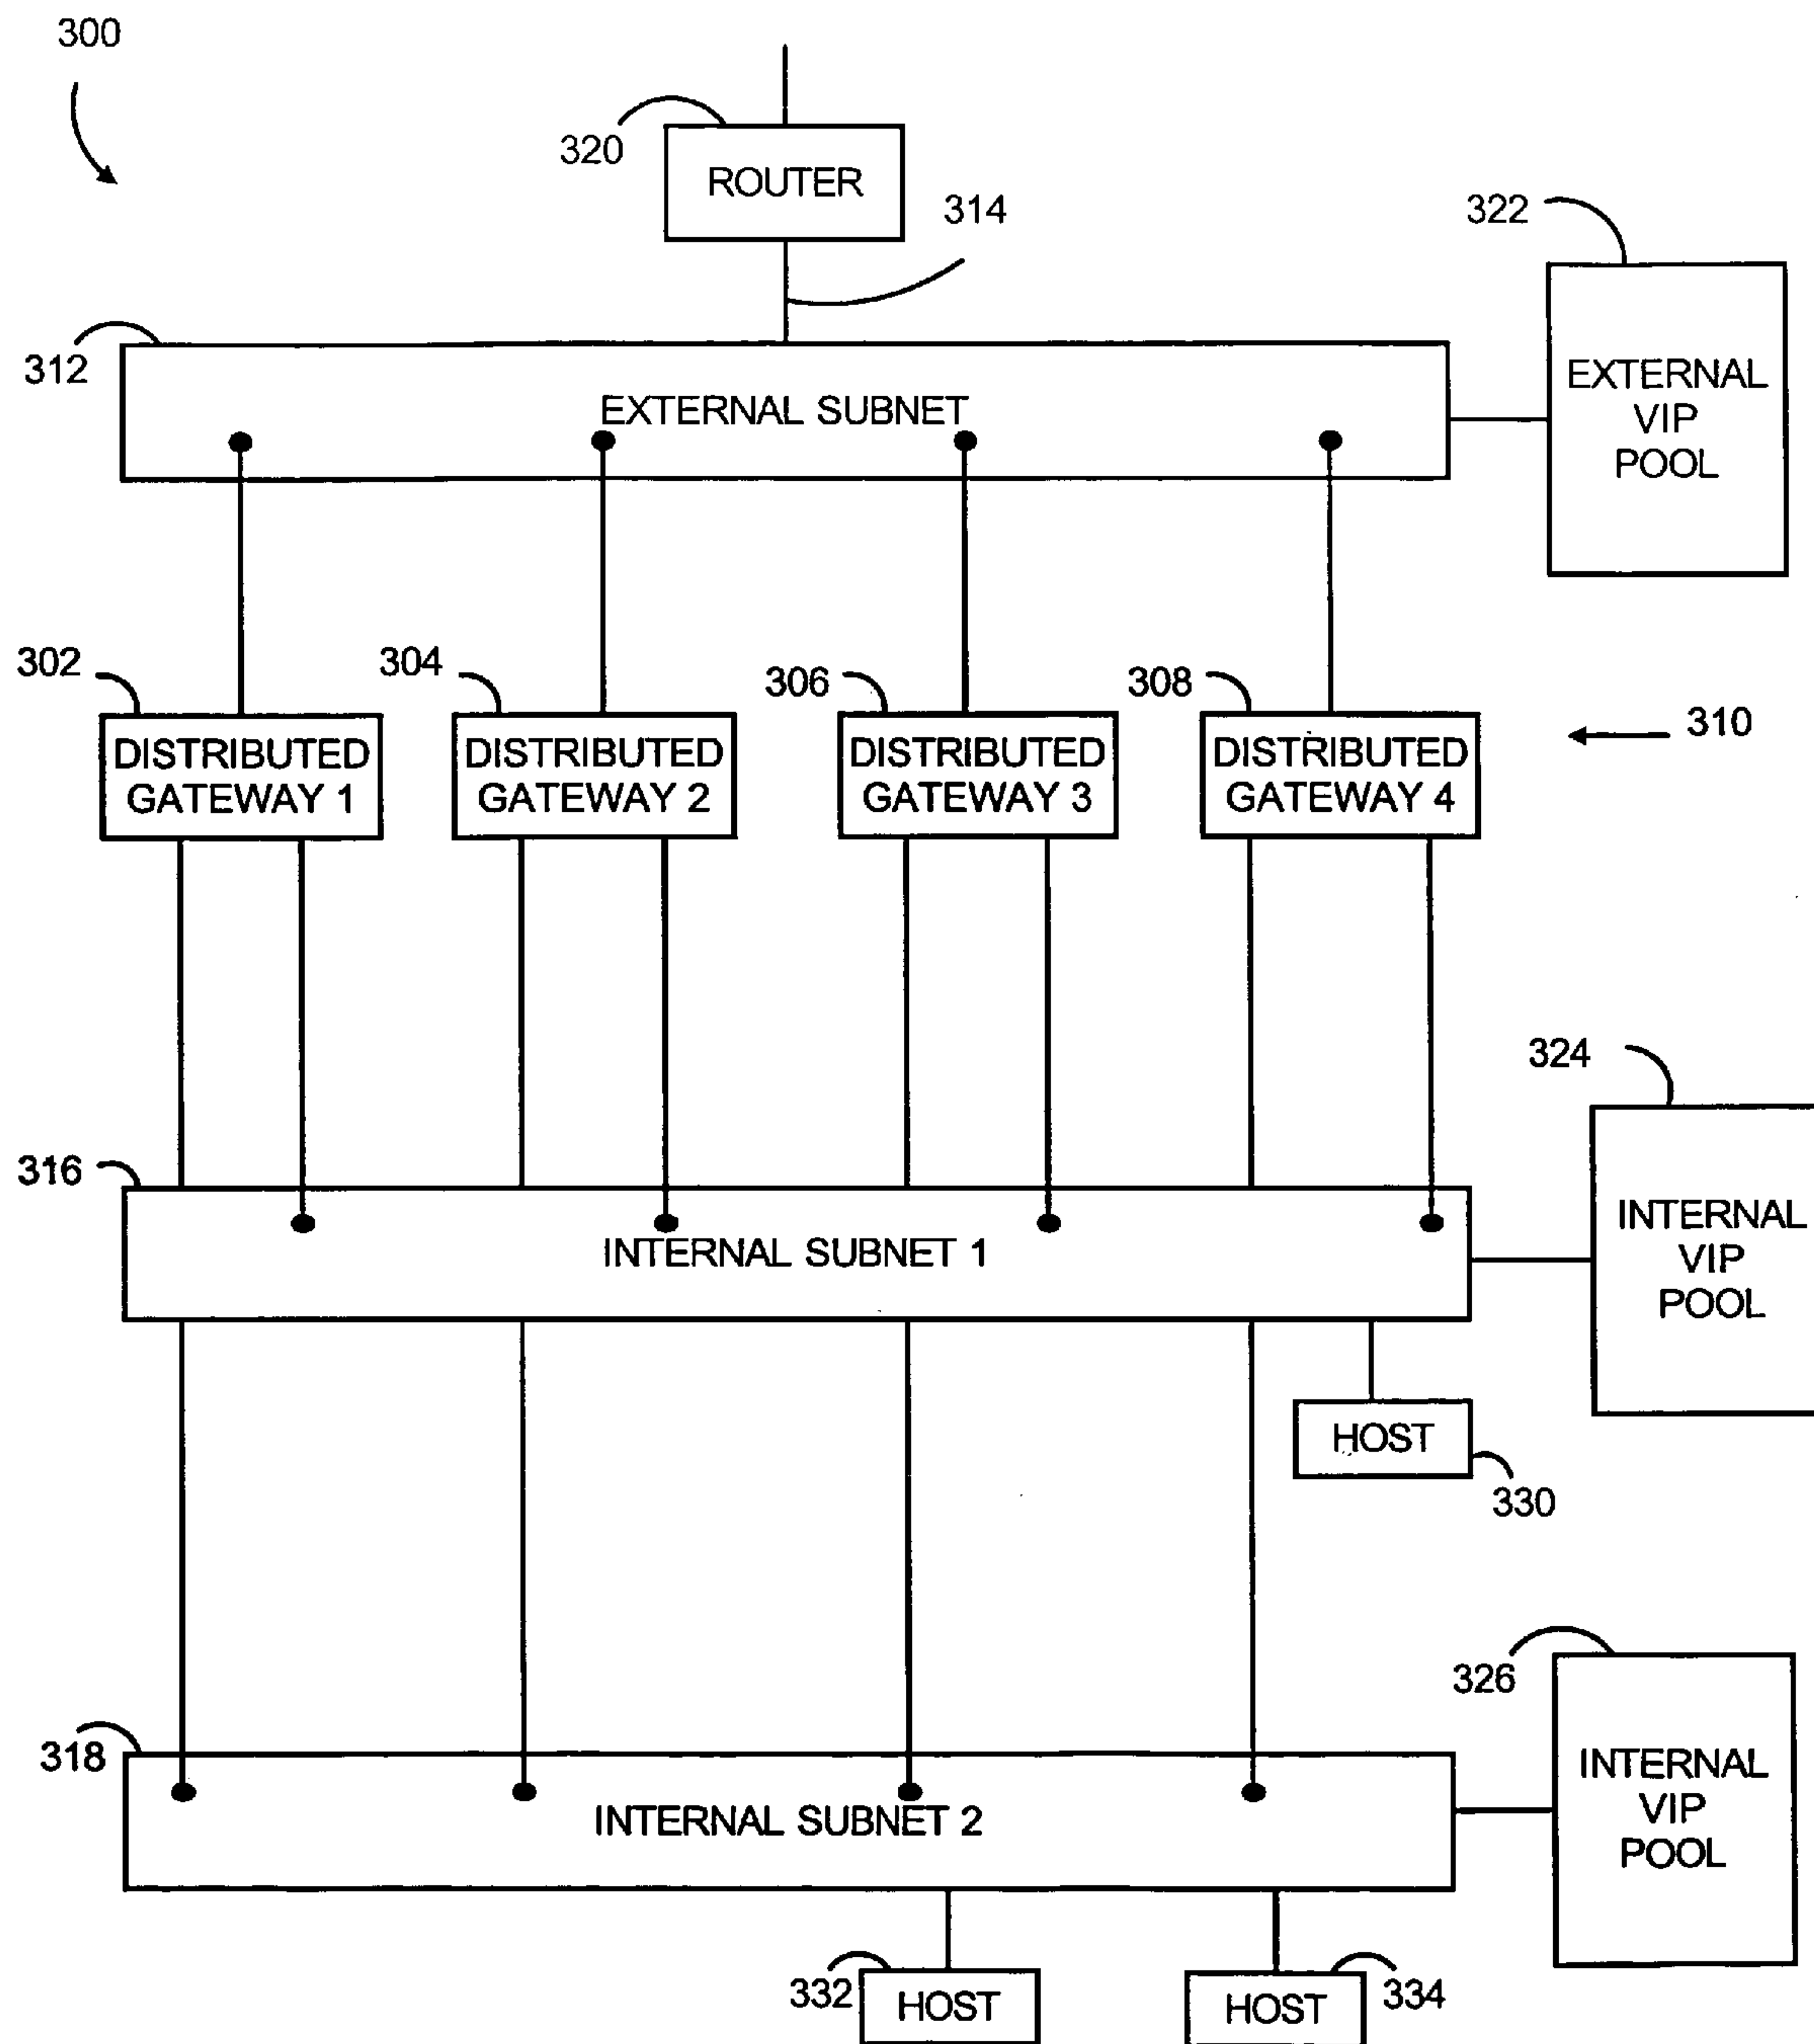 300
320
ROUTER
314
322
312
EXTERNAL SUBNET
EXTERNAL
VIP
POOL
302
304
306
308
310
DISTRIBUTED
GATEWAY 1
DISTRIBUTED
GATEWAY 2
DISTRIBUTED
GATEWAY 3
DISTRIBUTED
GATEWAY 4
324
316
INTERNAL SUBNET 1
INTERNAL
VIP
POOL
HOST
330
326
318
INTERNAL SUBNET 2
INTERNAL
VIP
POOL
332
HOST
HOST
334